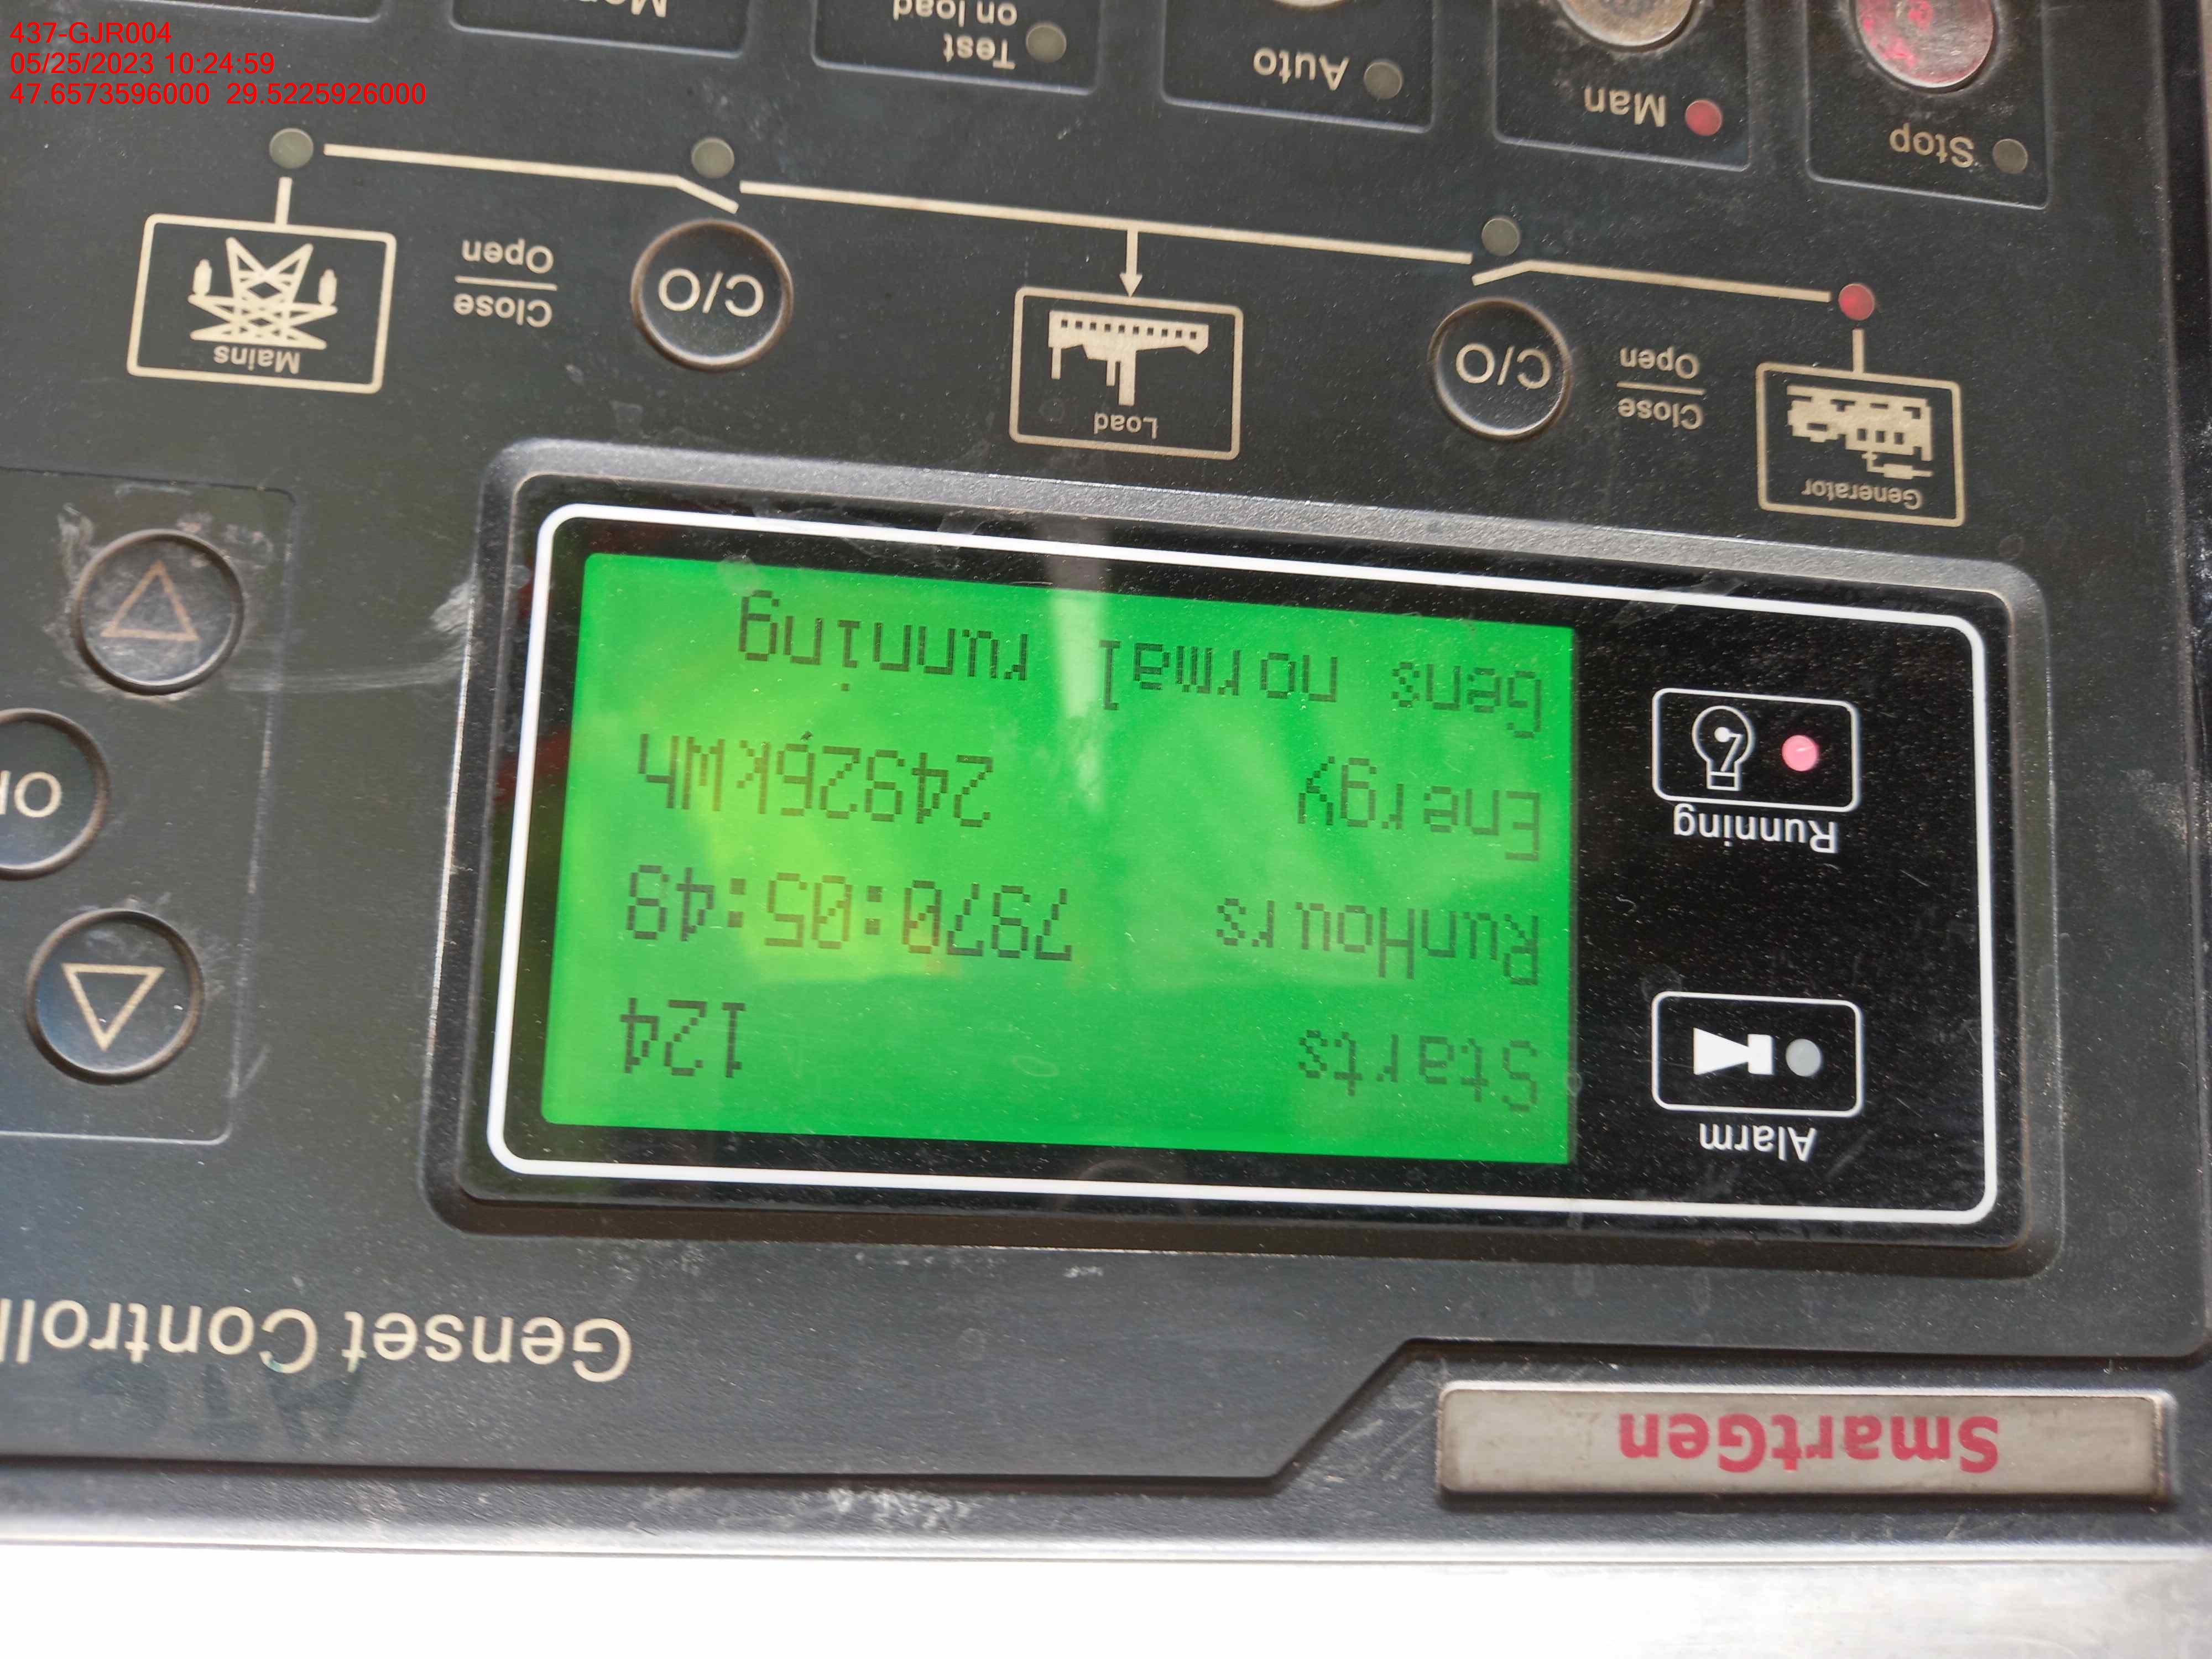 437-GJR004
05/25/2023 10:24:59
47.6573596000 29.5225926000
SmartGen
Genset Controll
Alarm
Running
Starts 124
RunHours 7970:05:49
Energy 24926kWh
Gens normal running
OK
Generator
Close
Open
C/O
Load
C/O
Close
Open
Mains
Stop
Man
Auto
Test
on load